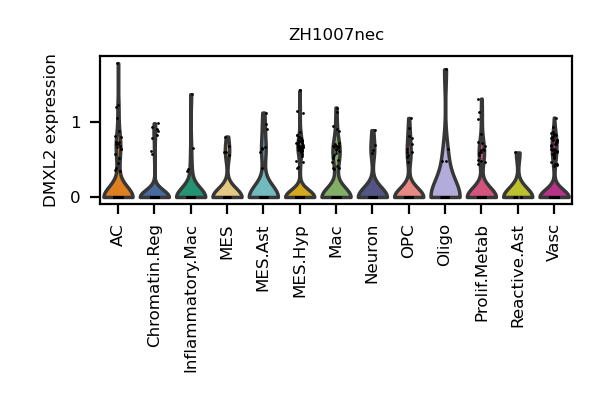 ZH1007nec
DMXL2 expression
1
0
AC
Chromatin.Reg
Inflammatory.Mac
MES
MES.Ast
MES.Hyp
Mac
Neuron
OPC
Oligo
Prolif.Metab
Reactive.Ast
Vasc